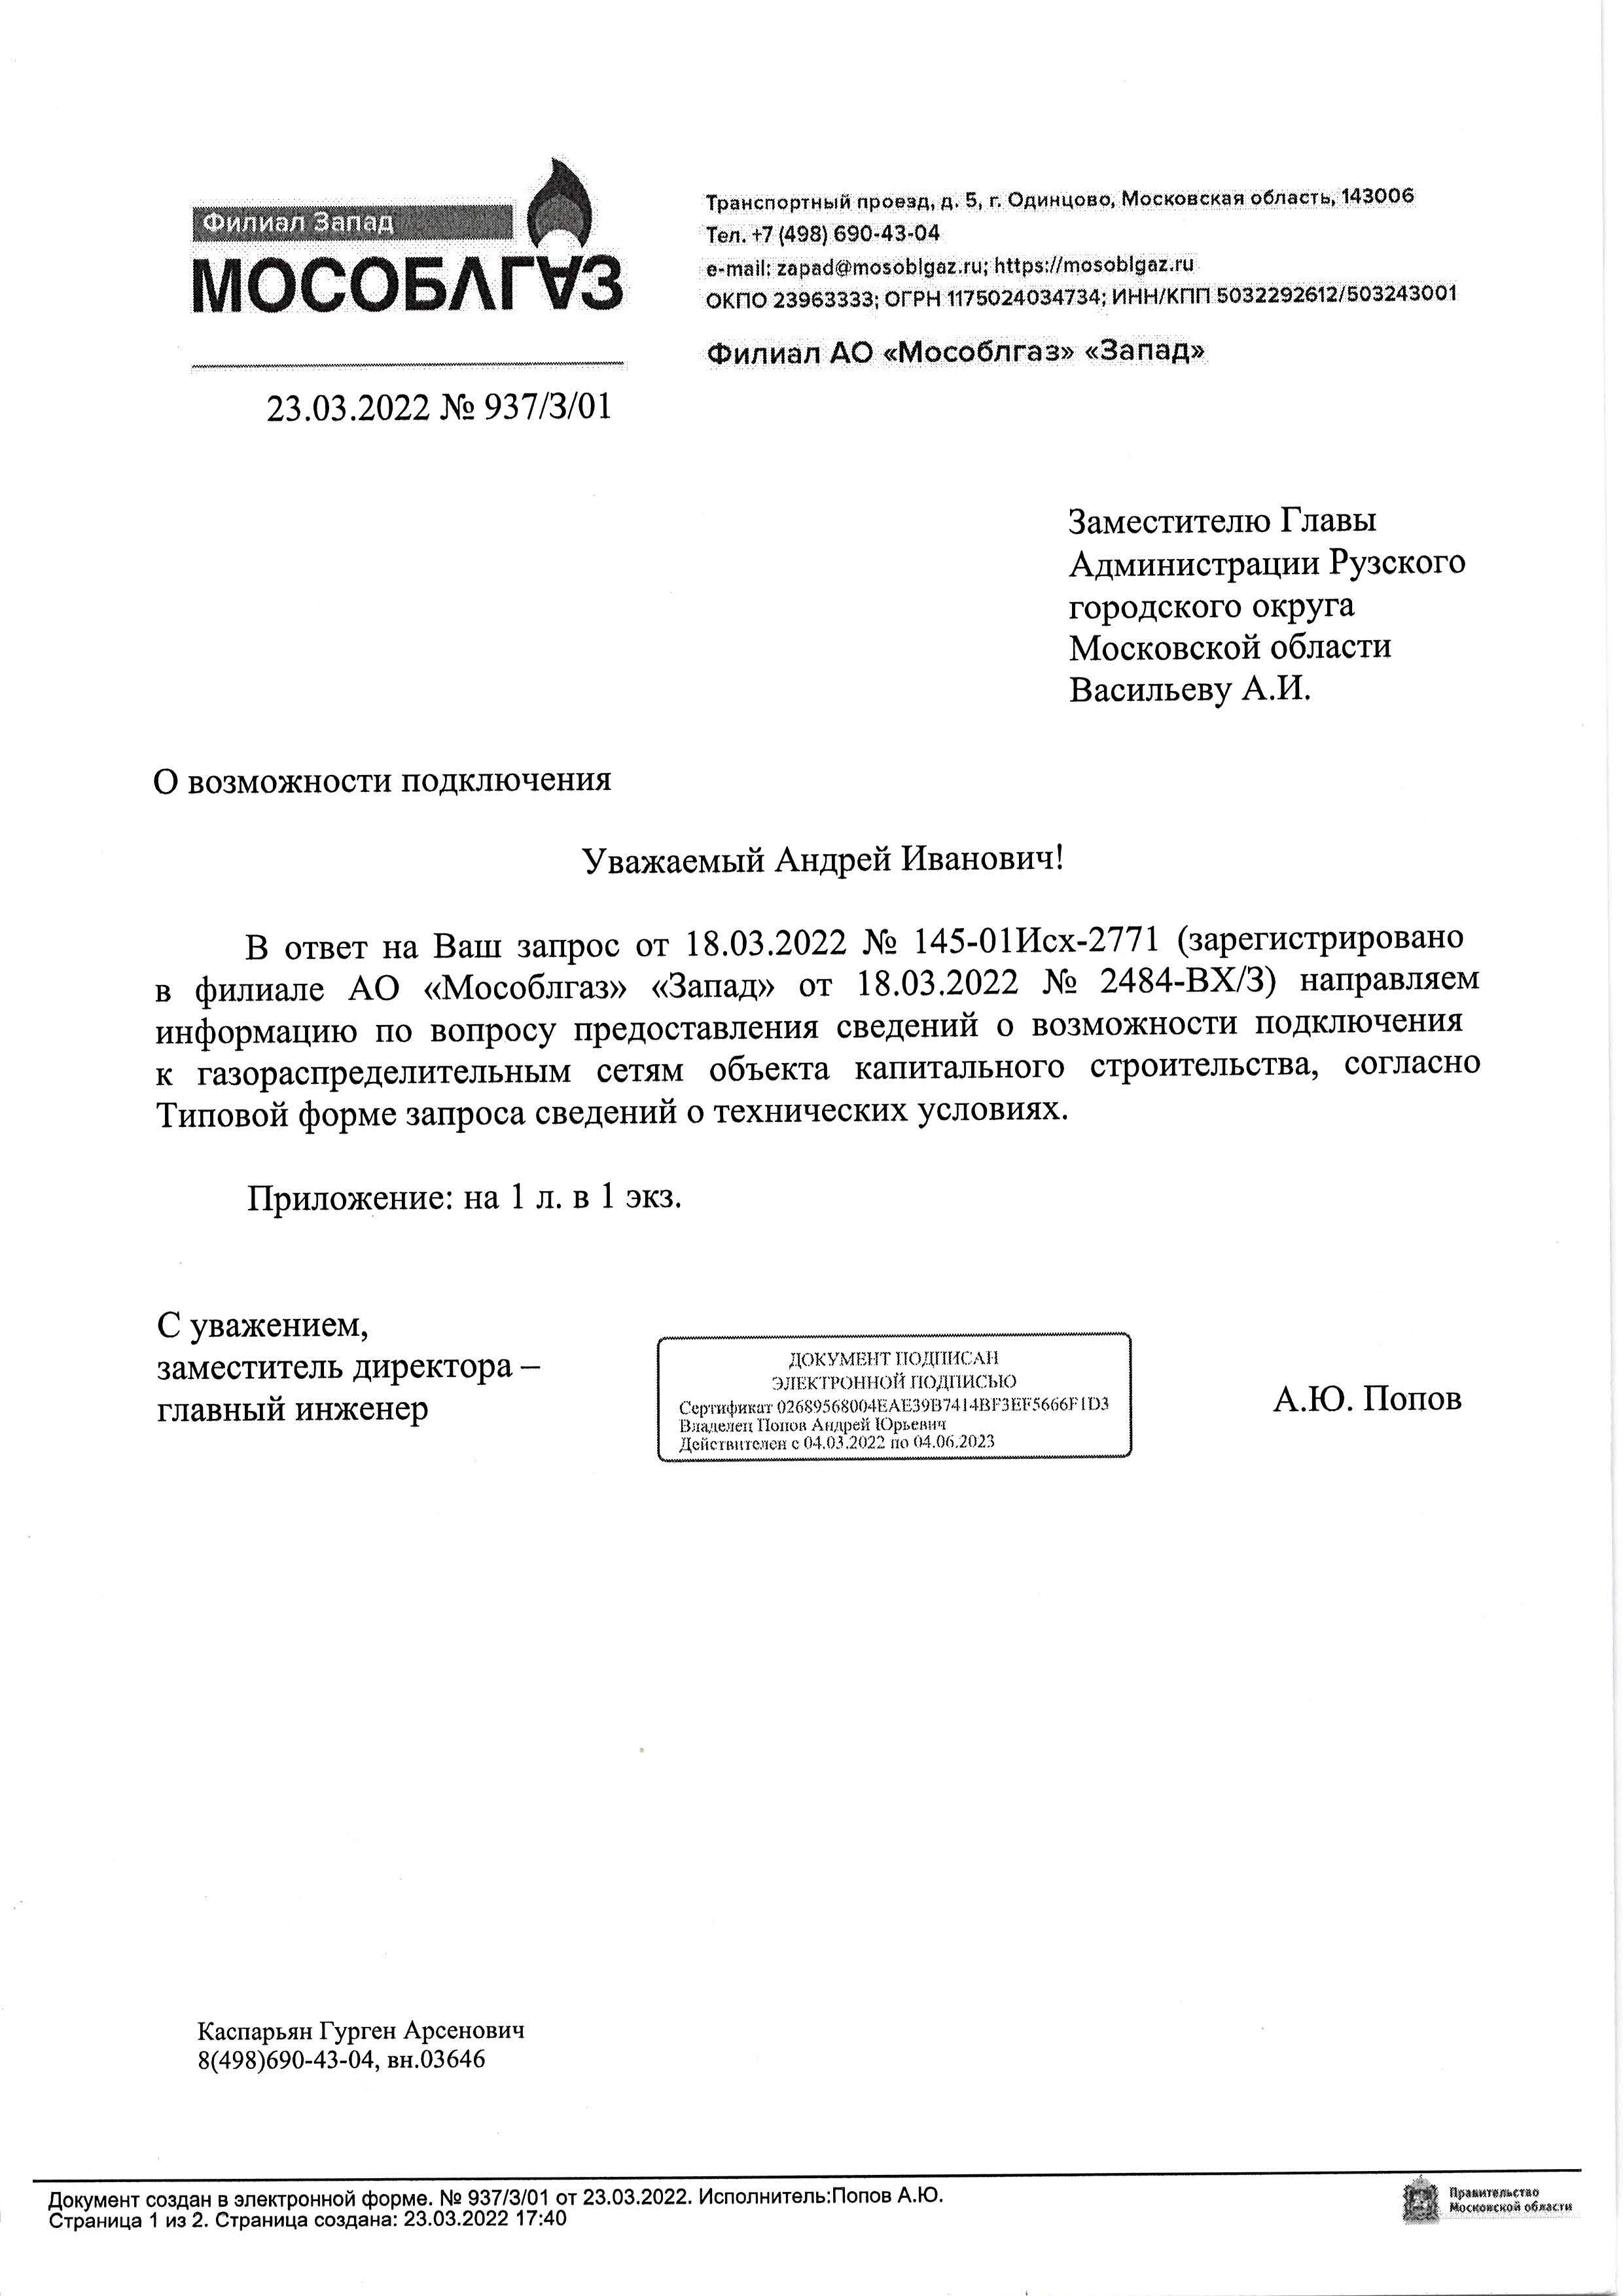 Филиал Запад
МОСОБЛГАЗ
Транспортный проезд, д. 5, г. Одинцово, Московская область, 143006
Тел. +7 (498) 690-43-04
e-mail: zapad@mosoblgaz.ru; https://mosoblgaz.ru
ОКПО 23963333; ОГРН 1175024034734; ИНН/КПП 5032292612/503243001
Филиал АО «Мособлгаз» «Запад»
23.03.2022 № 937/З/01
Заместителю Главы
Администрации Рузского
городского округа
Московской области
Васильеву А.И.
О возможности подключения
Уважаемый Андрей Иванович!
В ответ на Ваш запрос от 18.03.2022 № 145-01Исх-2771 (зарегистрировано
в филиале АО «Мособлгаз» «Запад» от 18.03.2022 № 2484-ВХ/З) направляем
информацию по вопросу предоставления сведений о возможности подключения
к газораспределительным сетям объекта капитального строительства, согласно
Типовой форме запроса сведений о технических условиях.
Приложение: на 1 л. в 1 экз.
С уважением,
заместитель директора –
главный инженер
ДОКУМЕНТ ПОДПИСАН
ЭЛЕКТРОННОЙ ПОДПИСЬЮ
Сертификат 02689568004EAE39B7414BF3EF5666F1D3
Владелец Попов Андрей Юрьевич
Действителен с 04.03.2022 по 04.06.2023
А.Ю. Попов
Каспарьян Гурген Арсенович
8(498)690-43-04, вн.03646
Документ создан в электронной форме. № 937/З/01 от 23.03.2022. Исполнитель:Попов А.Ю.
Страница 1 из 2. Страница создана: 23.03.2022 17:40
Правительство
Московской области